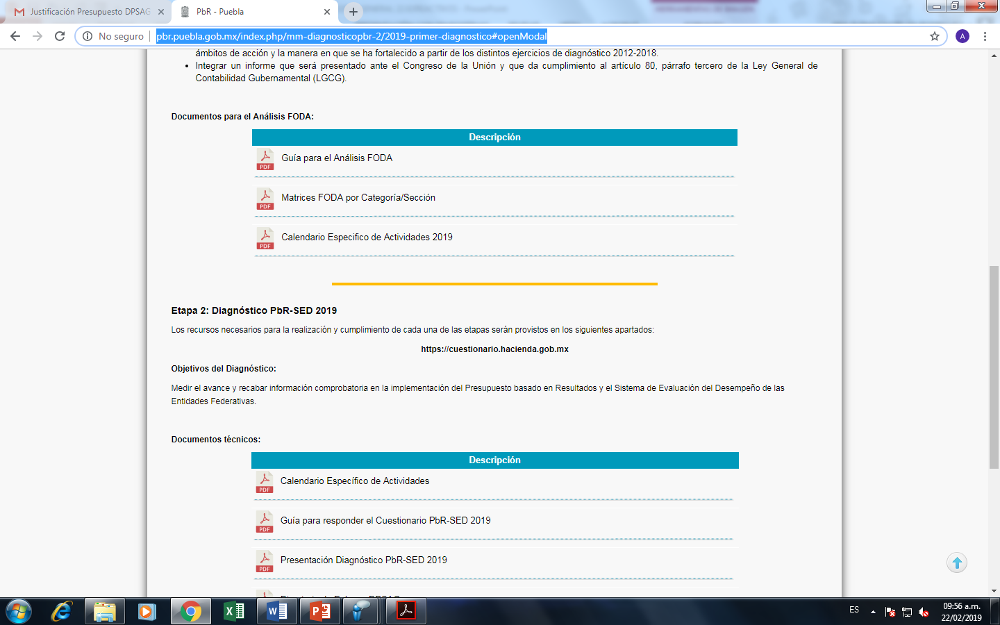 Justificación Presupuesto DPSAG
PbR - Puebla
No seguro
pbr.puebla.gob.mx/index.php/mm-diagnosticopbr-2/2019-primer-diagnostico#openModal
A
ámbitos de acción y la manera en que se ha fortalecido a partir de los distintos ejercicios de diagnóstico 2012-2018.
• Integrar un informe que será presentado ante el Congreso de la Unión y que da cumplimiento al artículo 80, párrafo tercero de la Ley General de
Contabilidad Gubernamental (LGCG).
Documentos para el Análisis FODA:
Descripción
PDF Guía para el Análisis FODA
PDF Matrices FODA por Categoría/Sección
PDF Calendario Especifico de Actividades 2019
Etapa 2: Diagnóstico PbR-SED 2019
Los recursos necesarios para la realización y cumplimiento de cada una de las etapas serán provistos en los siguientes apartados:
https://cuestionario.hacienda.gob.mx
Objetivos del Diagnóstico:
Medir el avance y recabar información comprobatoria en la implementación del Presupuesto basado en Resultados y el Sistema de Evaluación del Desempeño de las
Entidades Federativas.
Documentos técnicos:
Descripción
PDF Calendario Específico de Actividades
PDF Guía para responder el Cuestionario PbR-SED 2019
PDF Presentación Diagnóstico PbR-SED 2019
ES
09:56 a.m.
22/02/2019